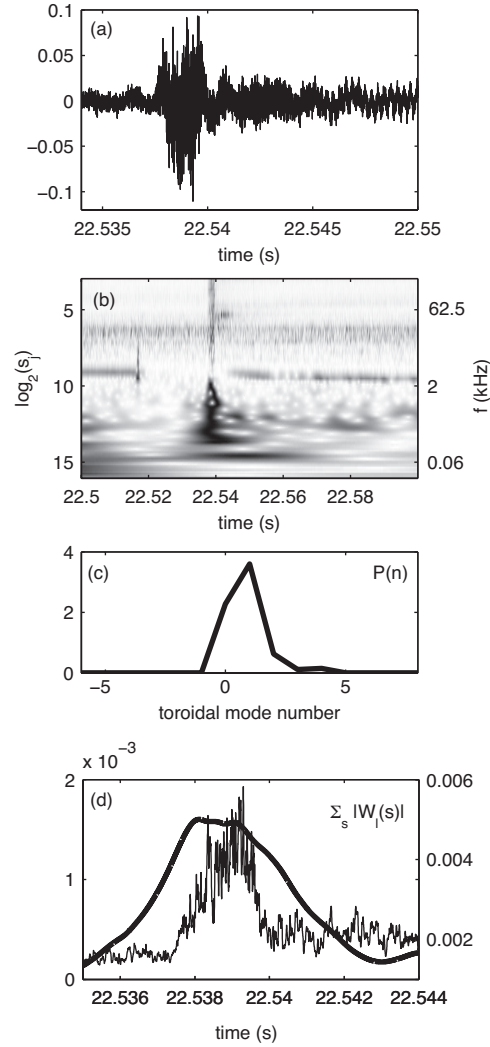 (a)
0.1
0.05
0
−0.05
−0.1
22.535 22.54 22.545 22.55
time (s)
(b)
5
10
15
log2(sj)
62.5
2
0.06
f (kHz)
22.5 22.52 22.54 22.56 22.58
time (s)
(c)
P(n)
4
2
0
−5 0 5
toroidal mode number
x 10−3
(d)
2
1
0
Σs |Wl(s)|
0.006
0.004
0.002
22.536 22.538 22.54 22.542 22.544
time (s)